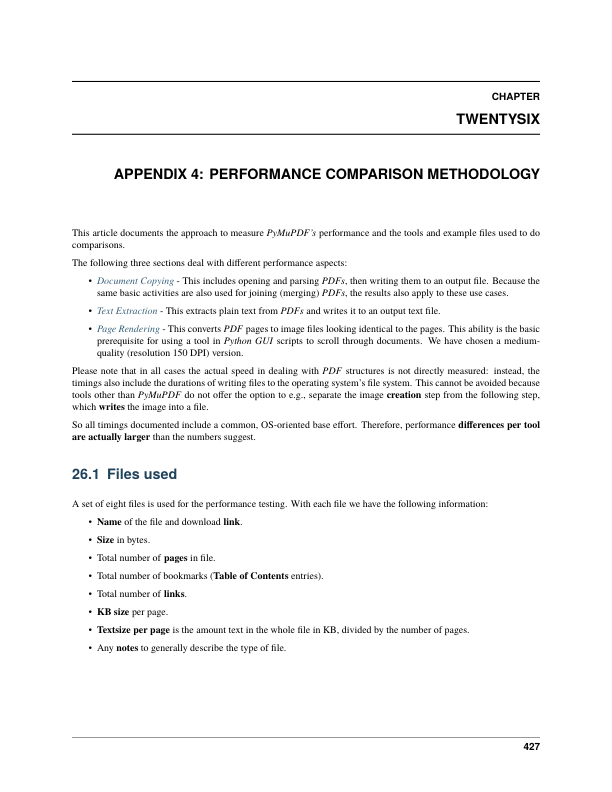 CHAPTER
TWENTYSIX
APPENDIX 4: PERFORMANCE COMPARISON METHODOLOGY
This article documents the approach to measure PyMuPDF's performance and the tools and example files used to do
comparisons.
The following three sections deal with different performance aspects:
• Document Copying - This includes opening and parsing PDFs, then writing them to an output file. Because the
same basic activities are also used for joining (merging) PDFs, the results also apply to these use cases.
• Text Extraction - This extracts plain text from PDFs and writes it to an output text file.
• Page Rendering - This converts PDF pages to image files looking identical to the pages. This ability is the basic
prerequisite for using a tool in Python GUI scripts to scroll through documents. We have chosen a medium-
quality (resolution 150 DPI) version.
Please note that in all cases the actual speed in dealing with PDF structures is not directly measured: instead, the
timings also include the durations of writing files to the operating system's file system. This cannot be avoided because
tools other than PyMuPDF do not offer the option to e.g., separate the image creation step from the following step,
which writes the image into a file.
So all timings documented include a common, OS-oriented base effort. Therefore, performance differences per tool
are actually larger than the numbers suggest.
26.1 Files used
A set of eight files is used for the performance testing. With each file we have the following information:
• Name of the file and download link.
• Size in bytes.
• Total number of pages in file.
• Total number of bookmarks (Table of Contents entries).
• Total number of links.
• KB size per page.
• Textsize per page is the amount text in the whole file in KB, divided by the number of pages.
• Any notes to generally describe the type of file.
427